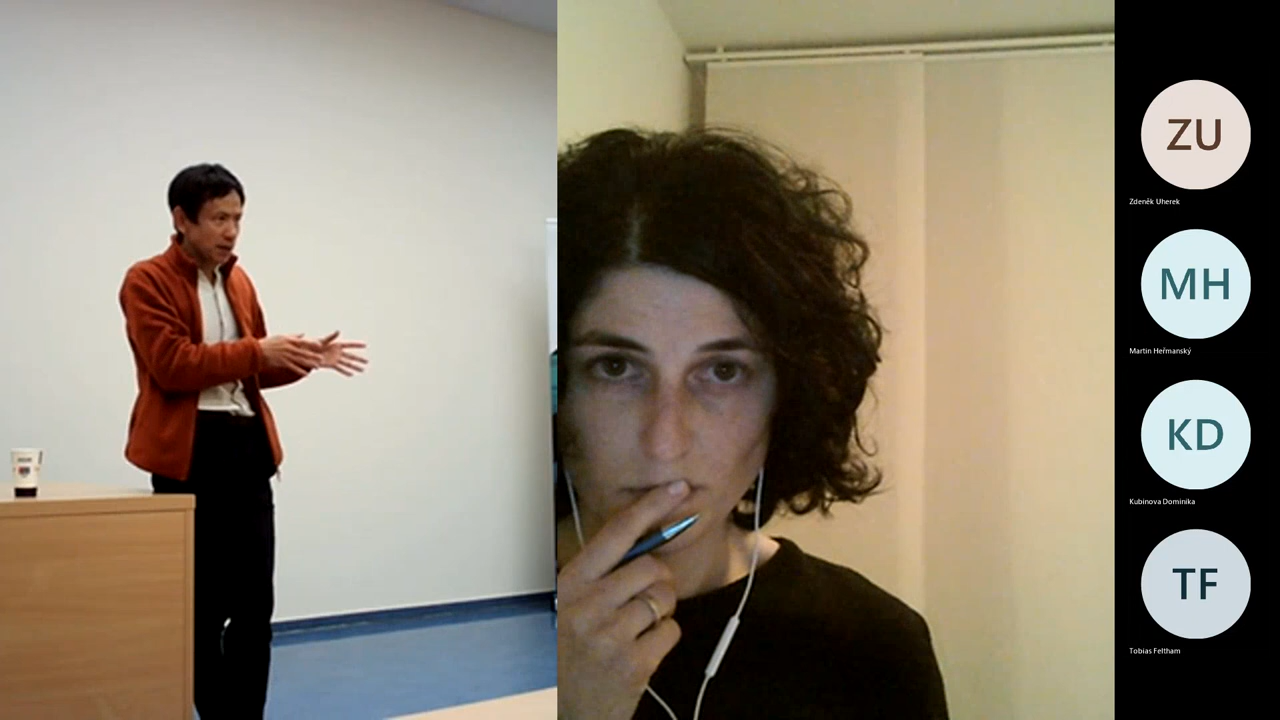 ZU
Zdeněk Uherek
MH
Martin Heřmanský
KD
Kubinova Dominika
TF
Tobias Feltham